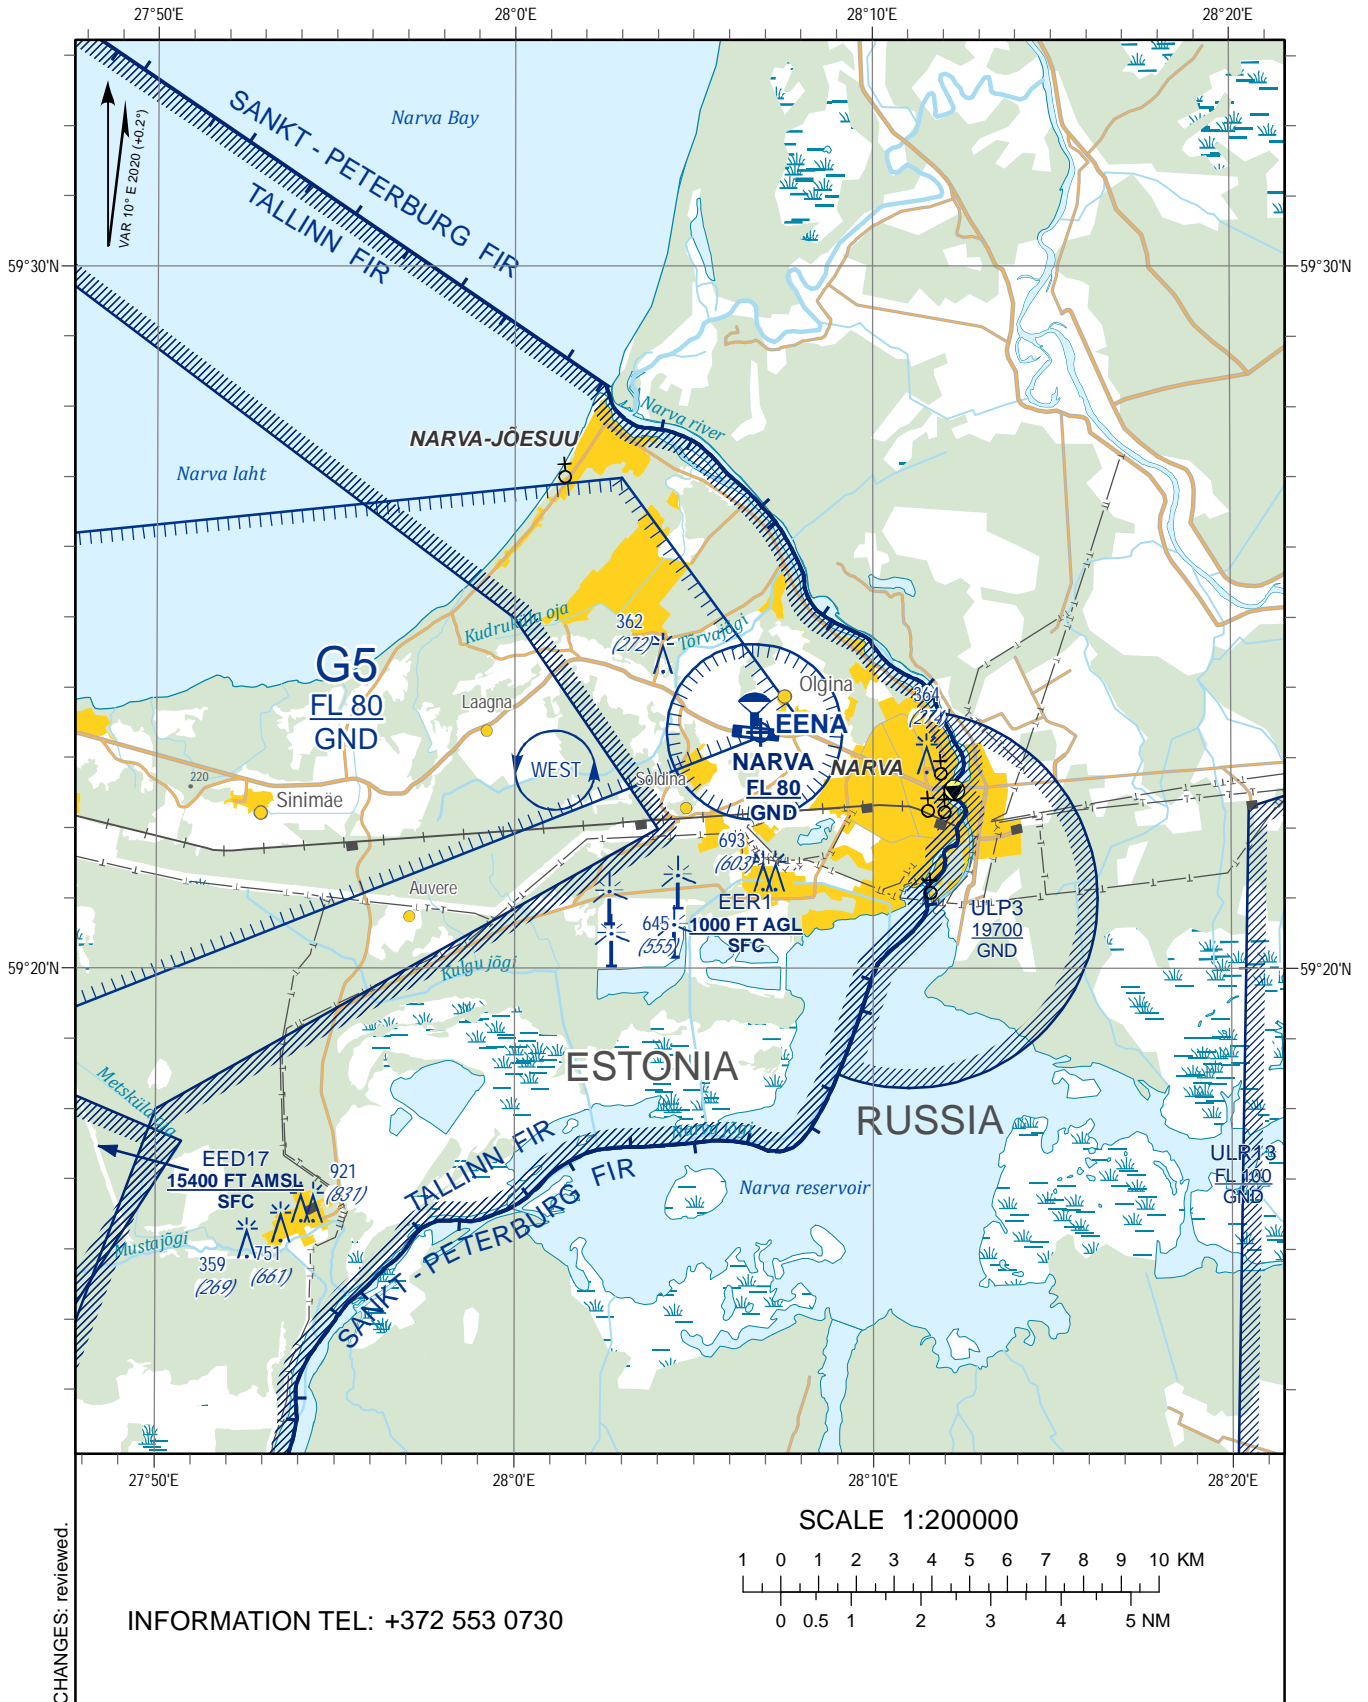 27°50'E 28°0'E 28°10'E 28°20'E
VAR 10° E 2020 (+0.2°)
Narva Bay
SANKT - PETERBURG FIR
TALLINN FIR
59°30'N 59°30'N
Narva river
NARVA-JÕESUU
Narva laht
Kudruküla oja
362
(272)
Tõrvajõgi
G5
FL 80
GND
Laagna
Olgina
364
(274)
EENA
NARVA
FL 80
GND
NARVA
WEST
Soldina
220
Sinimäe
693
(603)
Auvere
EER1
1000 FT AGL
SFC
645
(555)
ULP3
19700
GND
Kulgu jõgi
59°20'N 59°20'N
ESTONIA
RUSSIA
Metsküla oja
Narva jõgi
TALLINN FIR
SANKT - PETERBURG FIR
EED17
15400 FT AMSL
SFC
921
(831)
ULR13
FL 100
GND
Narva reservoir
Mustajõgi
359
(269)
751
(661)
27°50'E 28°0'E 28°10'E 28°20'E
SCALE 1:200000
1 0 1 2 3 4 5 6 7 8 9 10 KM
0 0.5 1 2 3 4 5 NM
INFORMATION TEL: +372 553 0730
CHANGES: reviewed.